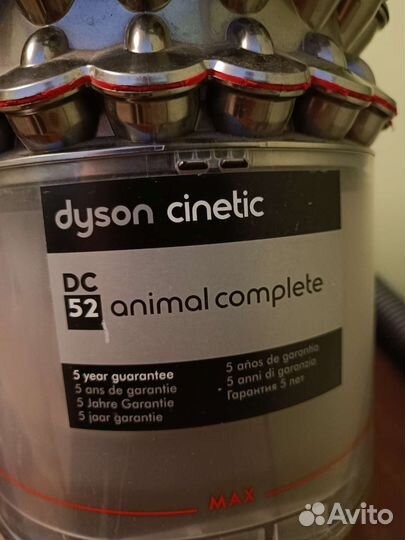 dyson cinetic
DC
52 animal complete
5 year guarantee
5 ans de garantie
5 Jahre Garantie
5 jaar garantie
5 años de garantía
5 anni di garanzia
Гарантия 5 лет
MAX
Avito